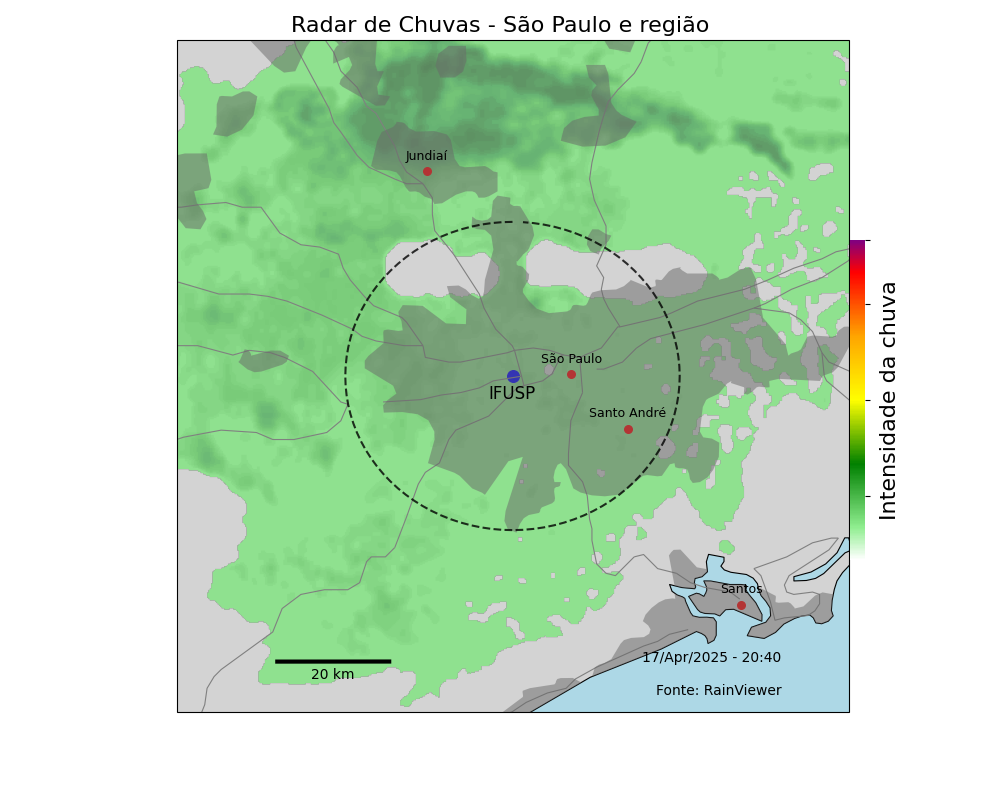 Radar de Chuvas - São Paulo e região
Jundiaí
São Paulo
IFUSP
Santo André
Intensidade da chuva
Santos
17/Apr/2025 - 20:40
20 km
Fonte: RainViewer